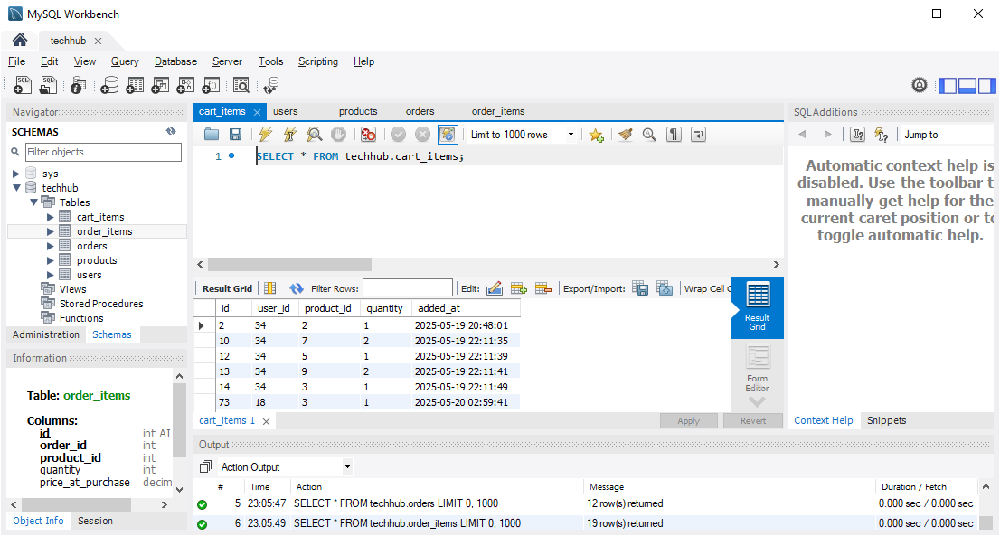 MySQL Workbench
techhub
File Edit View Query Database Server Tools Scripting Help
Navigator
SCHEMAS
Filter objects
sys
techhub
Tables
cart_items
order_items
orders
products
users
Views
Stored Procedures
Functions
Administration Schemas
Information
Table: order_items
Columns:
id int AI
order_id int
product_id int
quantity int
price_at_purchase decim
Object Info Session
cart_items users products orders order_items
Limit to 1000 rows
1 SELECT * FROM techhub.cart_items;
Result Grid Filter Rows: Edit: Export/Import: Wrap Cell C
id user_id product_id quantity added_at
2 34 2 1 2025-05-19 20:48:01
10 34 7 2 2025-05-19 22:11:35
12 34 5 1 2025-05-19 22:11:39
13 34 9 2 2025-05-19 22:11:41
14 34 3 1 2025-05-19 22:11:49
73 18 3 1 2025-05-20 02:59:41
Result
Grid
Form
Editor
cart_items 1 Apply Revert
SQLAdditions
Jump to
Automatic context help is
disabled. Use the toolbar t
manually get help for the
current caret position or to
toggle automatic help.
Context Help Snippets
Output
Action Output
# Time Action Message Duration / Fetch
5 23:05:47 SELECT * FROM techhub.orders LIMIT 0, 1000 12 row(s) returned 0.000 sec / 0.000 sec
6 23:05:49 SELECT * FROM techhub.order_items LIMIT 0, 1000 19 row(s) returned 0.000 sec / 0.000 sec